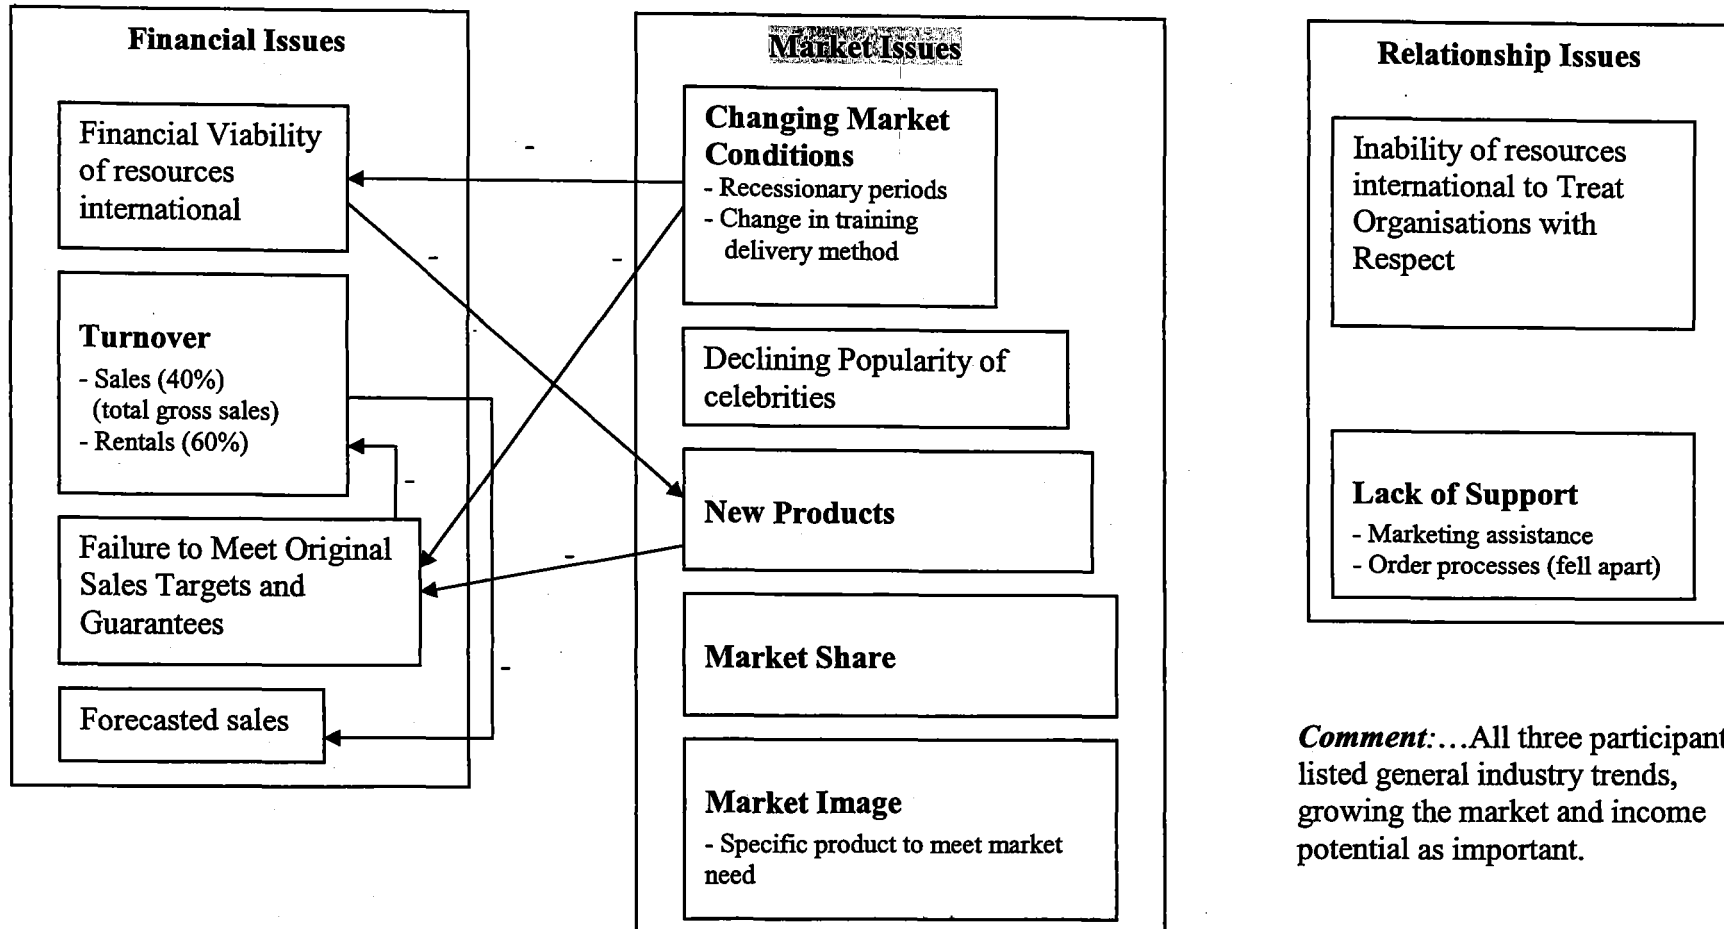 Financial Issues
Financial Viability
of resources
international
Turnover
- Sales (40%)
(total gross sales)
- Rentals (60%)
Failure to Meet Original
Sales Targets and
Guarantees
Forecasted sales
-
-
-
-
-
-
Market Issues
Changing Market
Conditions
- Recessionary periods
- Change in training
delivery method
Declining Popularity of
celebrities
New Products
Market Share
Market Image
- Specific product to meet market
need
Relationship Issues
Inability of resources
international to Treat
Organisations with
Respect
Lack of Support
- Marketing assistance
- Order processes (fell apart)
Comment:...All three participant
listed general industry trends,
growing the market and income
potential as important.